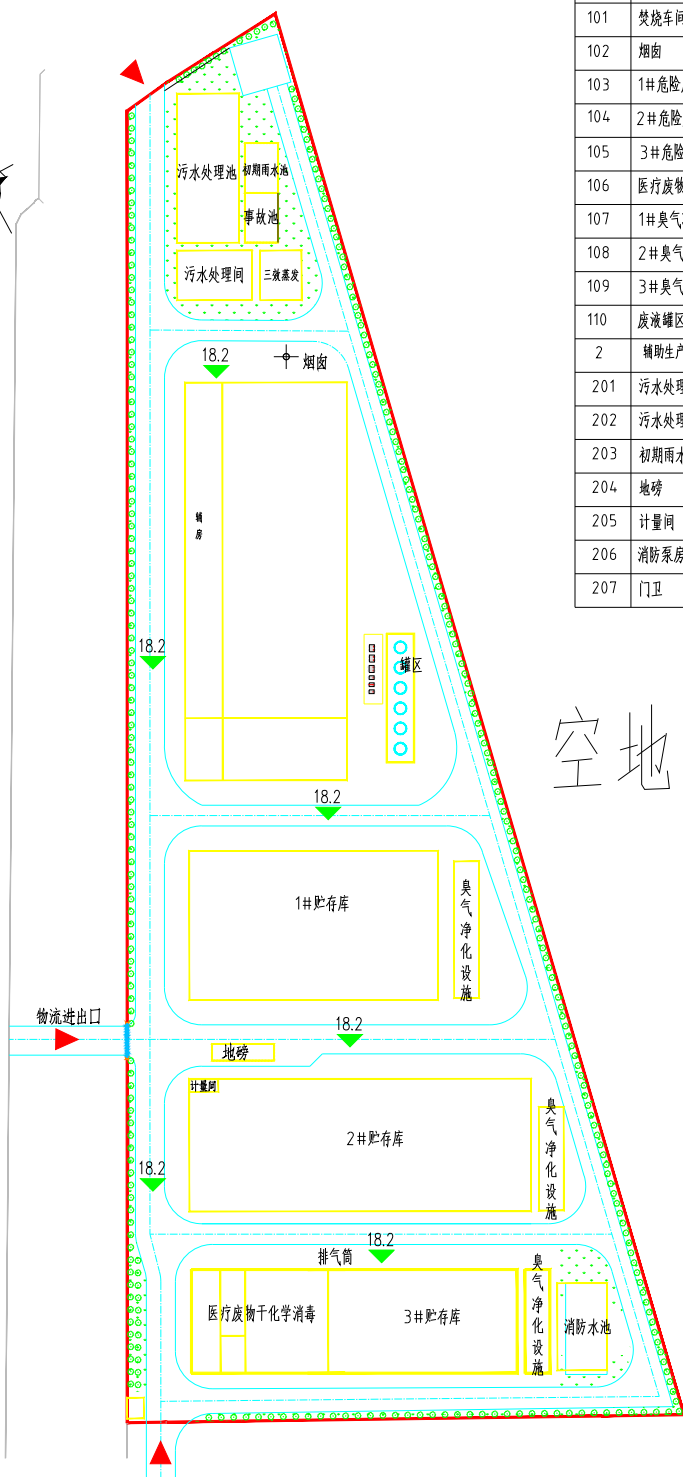 101 焚烧车间
102 烟囱
103 1#危险
104 2#危险
105 3#危险
106 医疗废物
107 1#臭气
108 2#臭气
109 3#臭气
110 废液罐区
2 辅助生产
201 污水处理
202 污水处理
203 初期雨水
204 地磅
205 计量间
206 消防泵房
207 门卫
污水处理池
初期雨水池
事故池
污水处理间
三效蒸发
18.2
烟囱
辅房
18.2
罐区
空地
18.2
1#贮存库
臭气净化设施
物流进出口
18.2
地磅
计量间
2#贮存库
臭气净化设施
18.2
18.2
排气筒
医疗废物干化学消毒
3#贮存库
臭气净化设施
消防水池